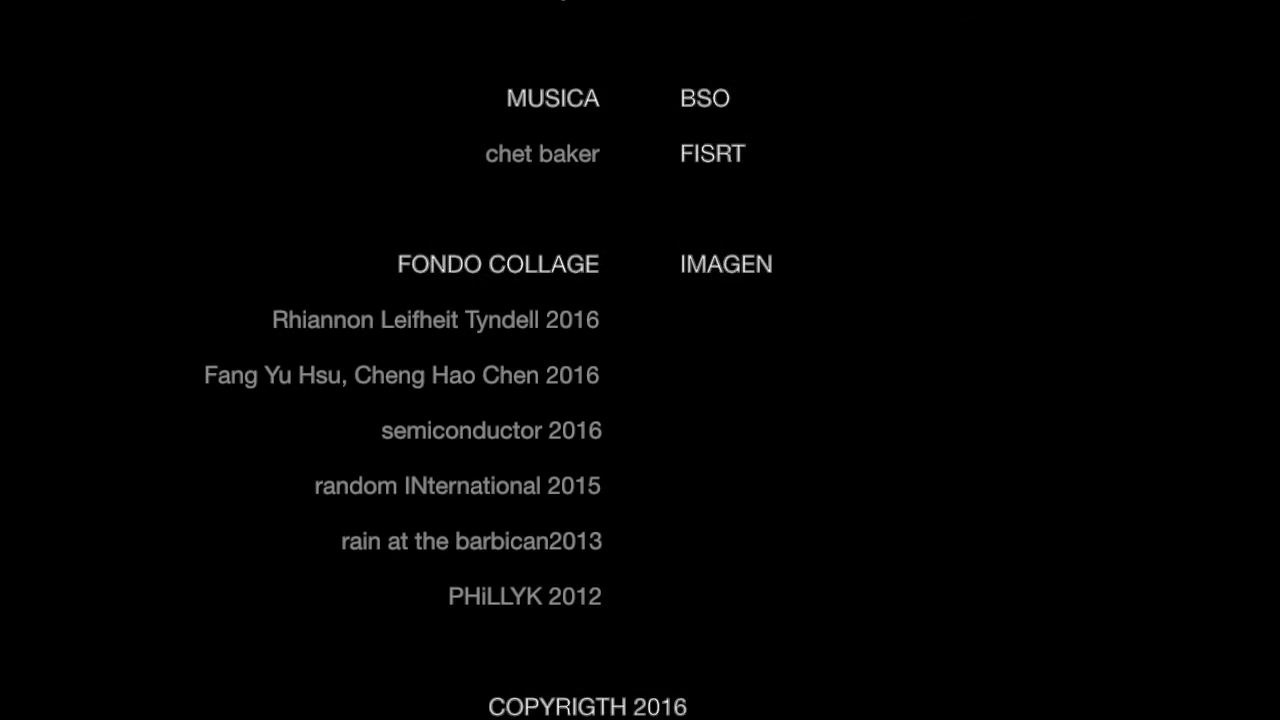 MUSICA BSO
chet baker FISRT
FONDO COLLAGE IMAGEN
Rhiannon Leifheit Tyndell 2016
Fang Yu Hsu, Cheng Hao Chen 2016
semiconductor 2016
random INternational 2015
rain at the barbican2013
PHiLLYK 2012
COPYRIGTH 2016